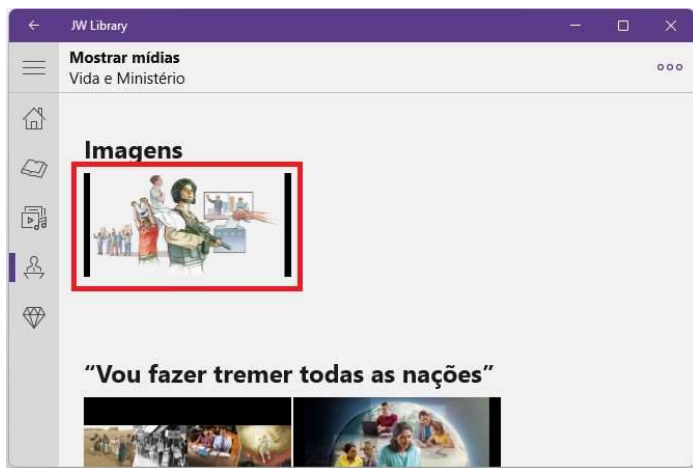 JW Library
Mostrar mídias
Vida e Ministério
Imagens
“Vou fazer tremer todas as nações”